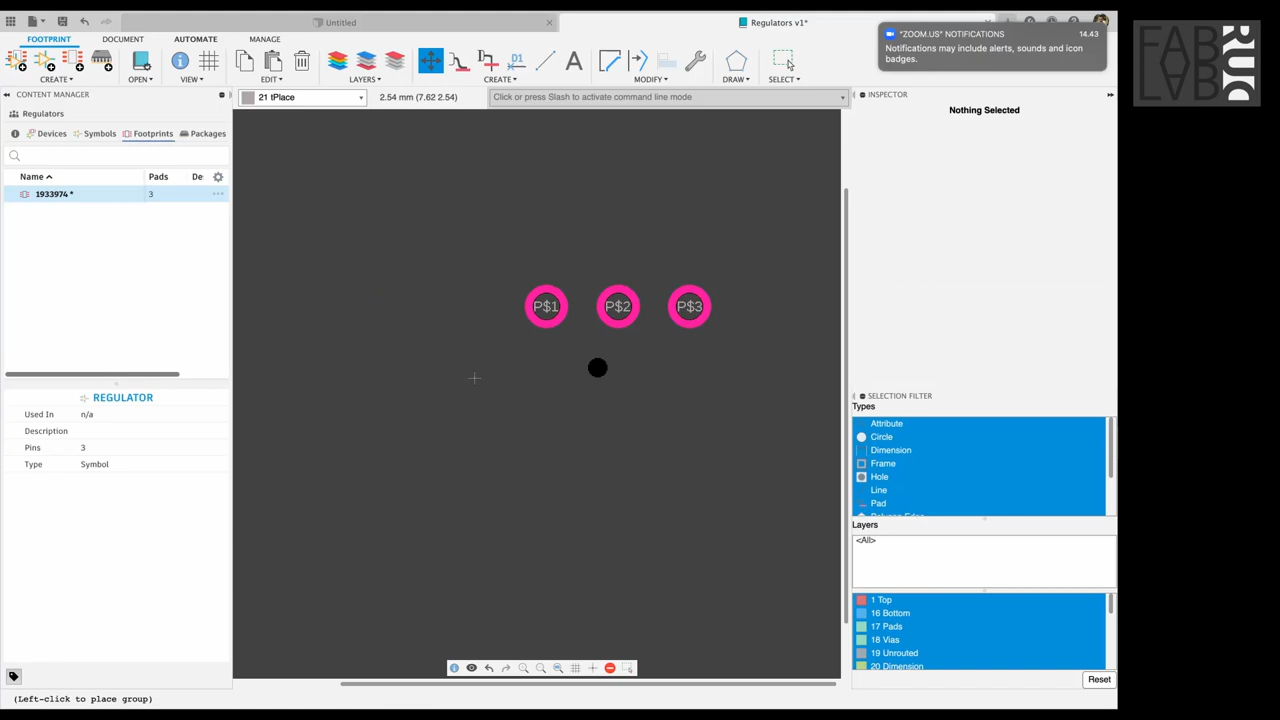 Untitled
Regulators v1*
"ZOOM.US" NOTIFICATIONS 14.43
Notifications may include alerts, sounds and icon badges.
FAB LAB RUC
FOOTPRINT DOCUMENT AUTOMATE MANAGE
D1 A
CREATE OPEN VIEW EDIT LAYERS CREATE MODIFY DRAW SELECT
CONTENT MANAGER
21 tPlace
2.54 mm (7.62 2.54)
Click or press Slash to activate command line mode
INSPECTOR
Nothing Selected
Regulators
Devices Symbols Footprints Packages
Name Pads De
1933974 * 3
REGULATOR
Used In n/a
Description
Pins 3
Type Symbol
P$1 P$2 P$3
SELECTION FILTER
Types
Attribute
Circle
Dimension
Frame
Hole
Line
Pad
Layers
<All>
1 Top
16 Bottom
17 Pads
18 Vias
19 Unrouted
20 Dimension
Reset
(Left-click to place group)